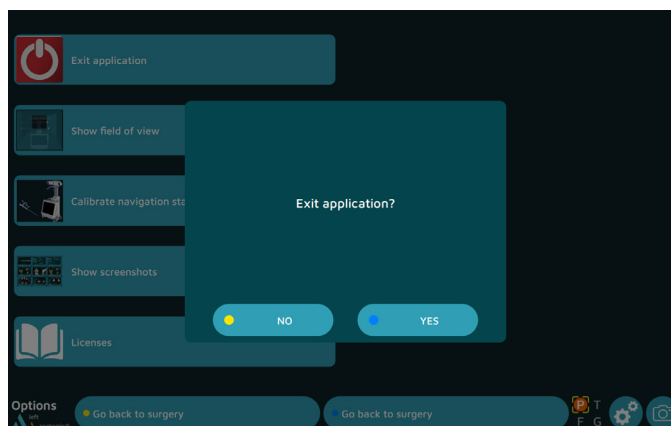 Exit application
Show field of view
Calibrate navigation sta
Exit application?
Show screenshots
NO
YES
Licenses
Options
left
Go back to surgery
Go back to surgery
P T
F G